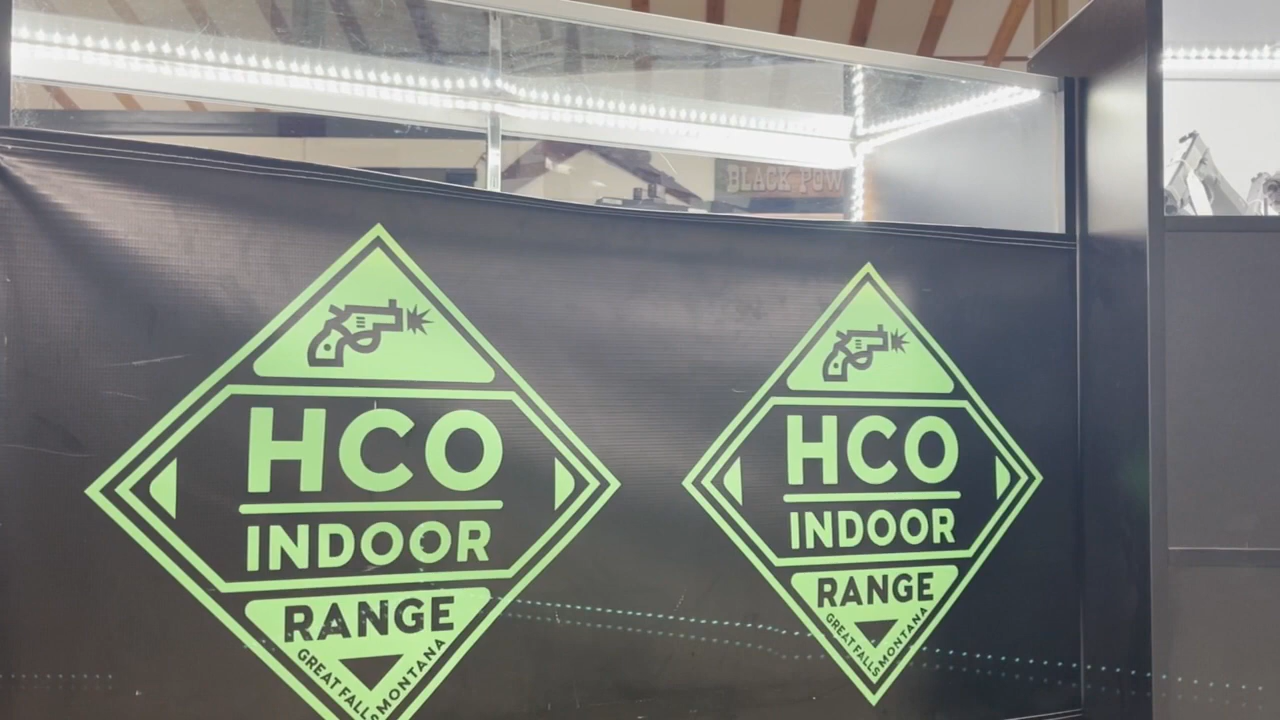 BLACK POW
HCO
INDOOR
RANGE
GREAT FALLS MONTANA
HCO
INDOOR
RANGE
GREAT FALLS MONTANA